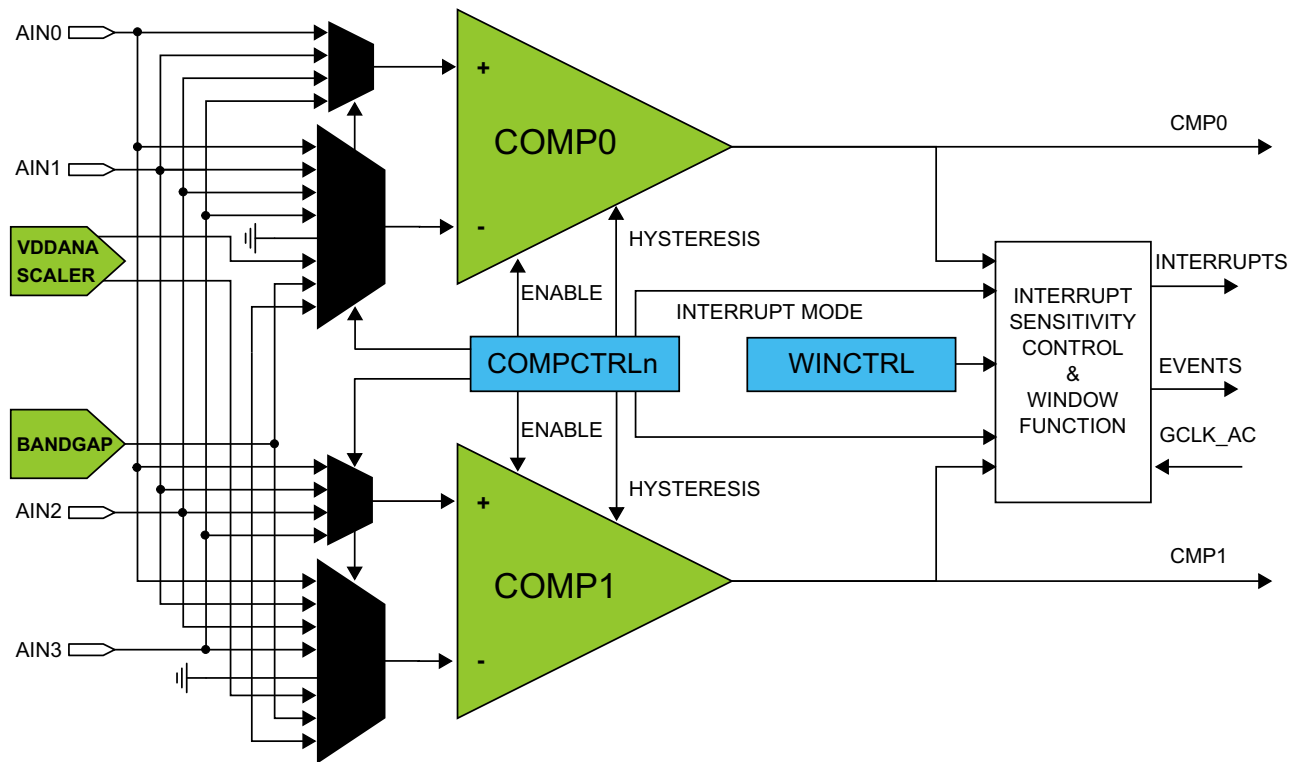 AIN0
+
COMP0
-
CMP0
AIN1
VDDANA
SCALER
HYSTERESIS
ENABLE
INTERRUPT MODE
COMPCTRLn
WINCTRL
INTERRUPT
SENSITIVITY
CONTROL
&
WINDOW
FUNCTION
INTERRUPTS
EVENTS
GCLK_AC
BANDGAP
ENABLE
HYSTERESIS
AIN2
+
COMP1
-
CMP1
AIN3